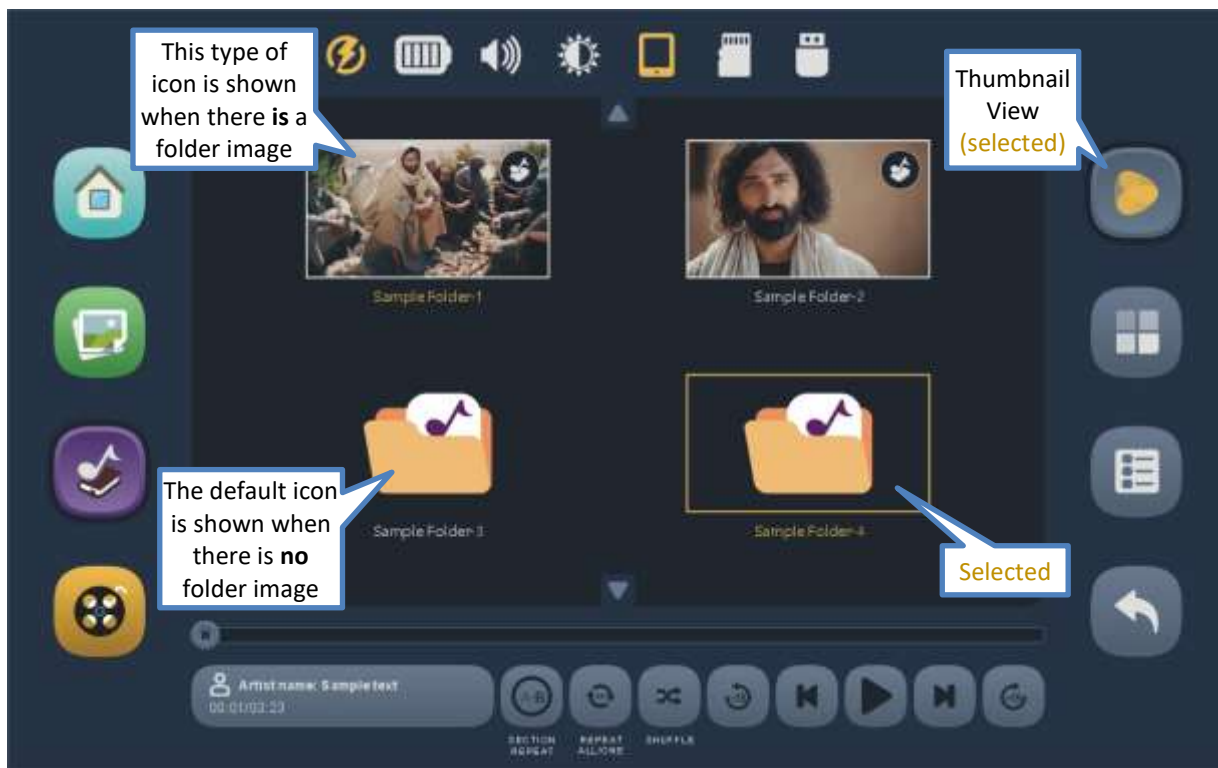 This type of
icon is shown
when there is a
folder image
Thumbnail
View
(selected)
Sample Folder-1
Sample Folder-2
The default icon
is shown when
there is no
folder image
Sample Folder-3
Sample Folder-4
Selected
Artist name: Sample text
00:01/03:23
A-B
SECTION
REPEAT
REPEAT
ALL/ONE
SHUFFLE